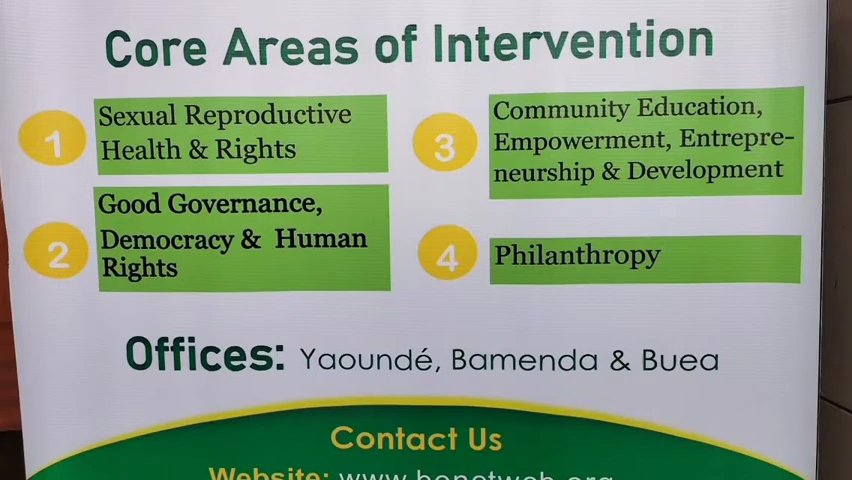 Core Areas of Intervention
1
Sexual Reproductive
Health & Rights
2
Good Governance,
Democracy & Human
Rights
3
Community Education,
Empowerment, Entrepre-
neurship & Development
4
Philanthropy
Offices: Yaoundé, Bamenda & Buea
Contact Us
Website: